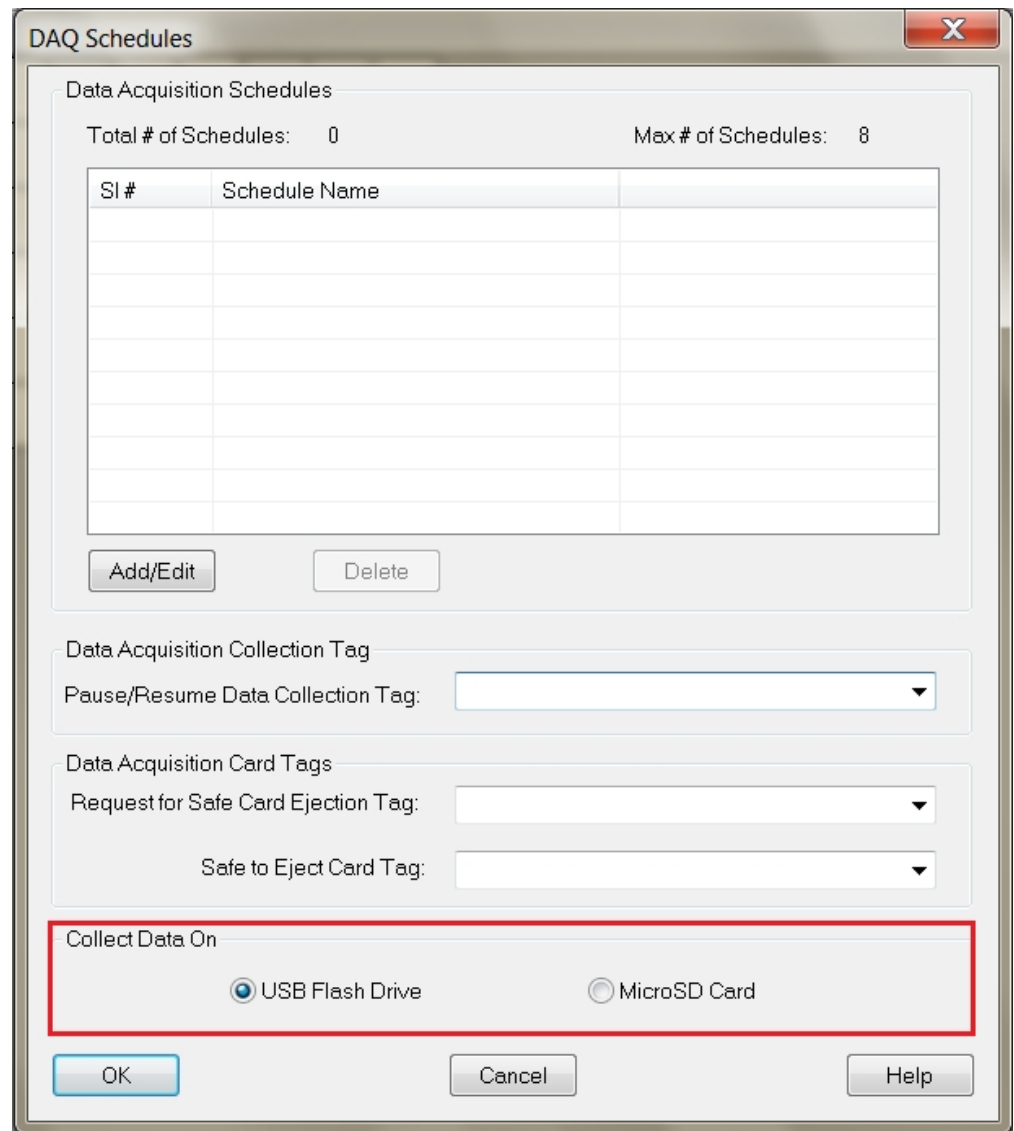 DAQ Schedules
Data Acquisition Schedules
Total # of Schedules: 0 Max # of Schedules: 8
SI # Schedule Name
Add/Edit Delete
Data Acquisition Collection Tag
Pause/Resume Data Collection Tag:
Data Acquisition Card Tags
Request for Safe Card Ejection Tag:
Safe to Eject Card Tag:
Collect Data On
USB Flash Drive MicroSD Card
OK Cancel Help